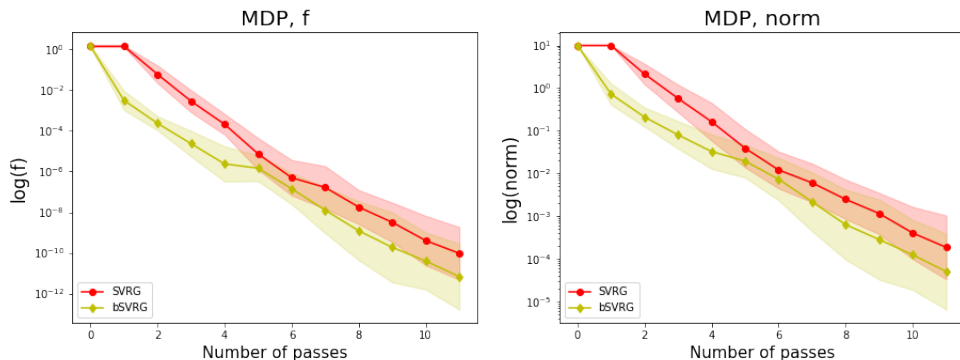 MDP, f
10^0
10^-2
10^-4
10^-6
10^-8
10^-10
10^-12
log(f)
SVRG
bSVRG
0 2 4 6 8 10
Number of passes
MDP, norm
10^1
10^0
10^-1
10^-2
10^-3
10^-4
10^-5
log(norm)
SVRG
bSVRG
0 2 4 6 8 10
Number of passes